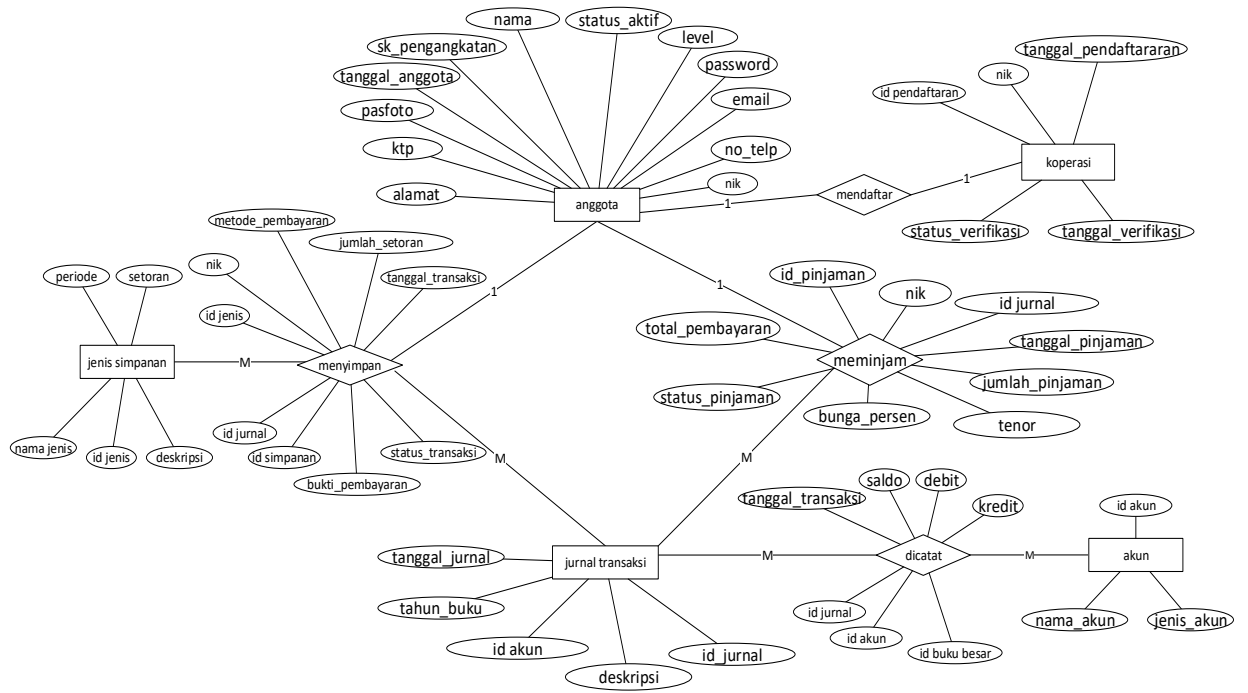 nama
status_aktif
level
sk_pengangkatan
tanggal_pendaftararan
password
tanggal_anggota
nik
id pendaftaran
email
pasfoto
ktp
no_telp
koperasi
nik
alamat
mendaftar
1
1
anggota
metode_pembayaran
status_verifikasi
tanggal_verifikasi
jumlah_setoran
nik
periode
setoran
tanggal_transaksi
id_pinjaman
1
1
nik
id jurnal
id jenis
total_pembayaran
tanggal_pinjaman
jenis simpanan
M
menyimpan
meminjam
jumlah_pinjaman
status_pinjaman
bunga_persen
tenor
id jurnal
nama jenis
id jenis
deskripsi
id simpanan
status_transaksi
M
M
bukti_pembayaran
saldo
debit
tanggal_transaksi
kredit
id akun
tanggal_jurnal
jurnal transaksi
M
dicatat
M
akun
tahun_buku
id jurnal
nama_akun
jenis_akun
id akun
id akun
id_jurnal
id buku besar
deskripsi